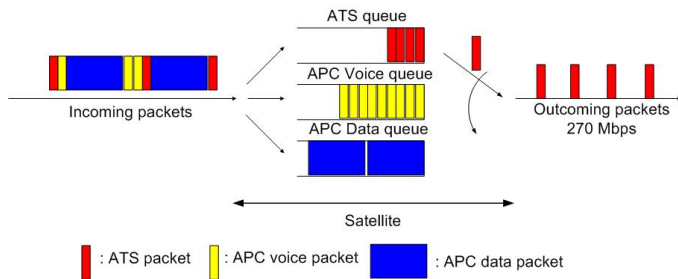 ATS queue
APC Voice queue
Incoming packets
APC Data queue
Outcoming packets
270 Mbps
Satellite
: ATS packet
: APC voice packet
: APC data packet